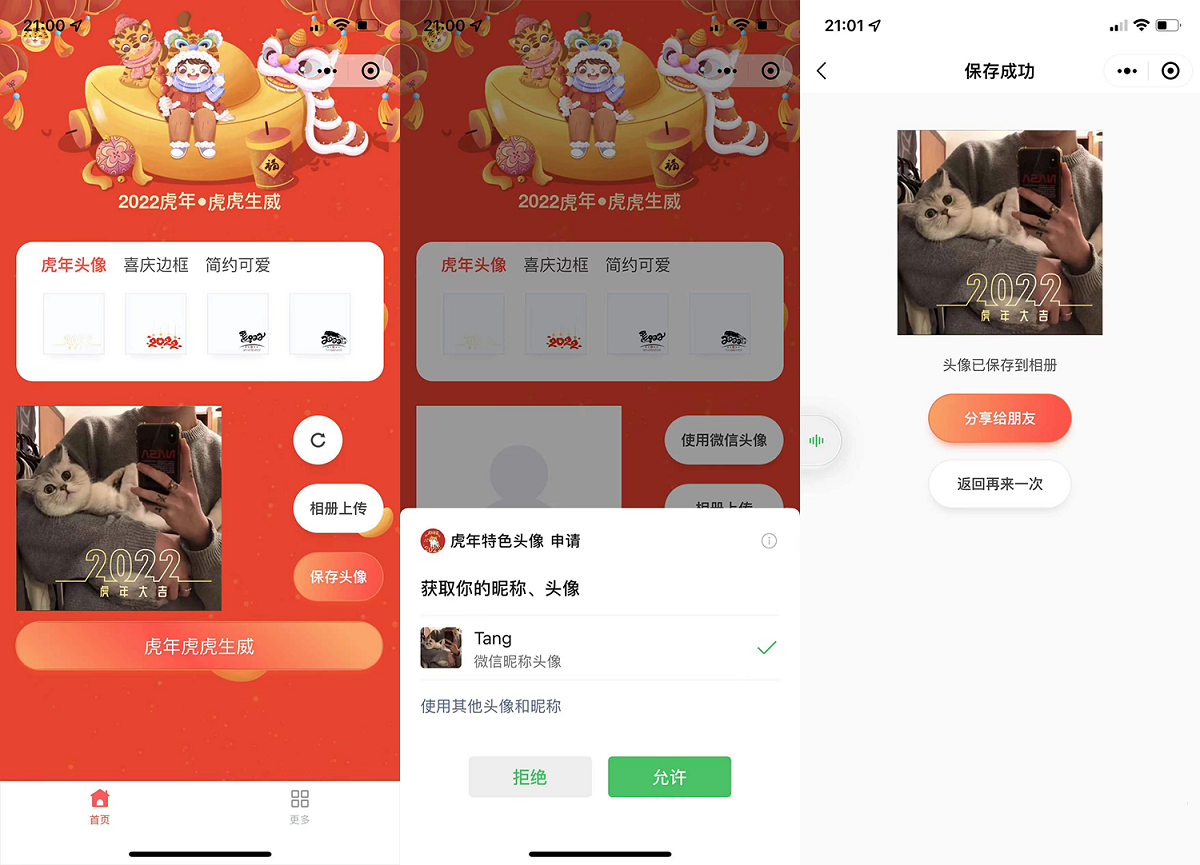 21:00
福
2022虎年•虎虎生威
虎年头像 喜庆边框 简约可爱
2022
NASA
相册上传
保存头像
2022
虎年大吉
虎年虎虎生威
首页
更多
21:00
福
2022虎年•虎虎生威
虎年头像 喜庆边框 简约可爱
2022
使用微信头像
相册上传
虎年特色头像 申请
获取你的昵称、头像
Tang
微信昵称头像
使用其他头像和昵称
拒绝
允许
21:01
保存成功
NASA
2022
虎年大吉
头像已保存到相册
分享给朋友
返回再来一次